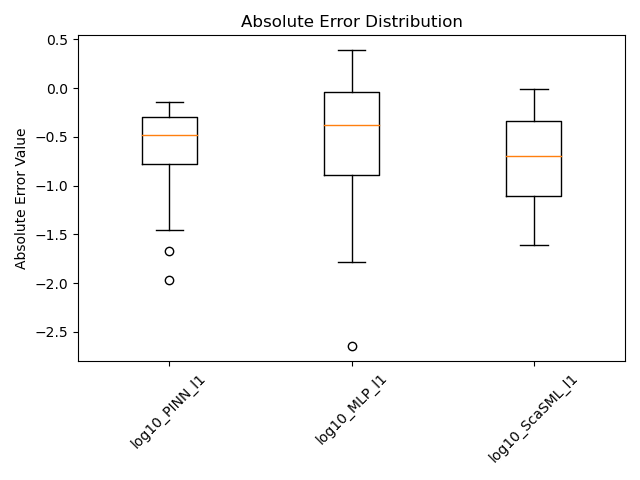 Absolute Error Distribution
Absolute Error Value
0.5
0.0
−0.5
−1.0
−1.5
−2.0
−2.5
log10_PINN_l1
log10_MLP_l1
log10_ScaSML_l1